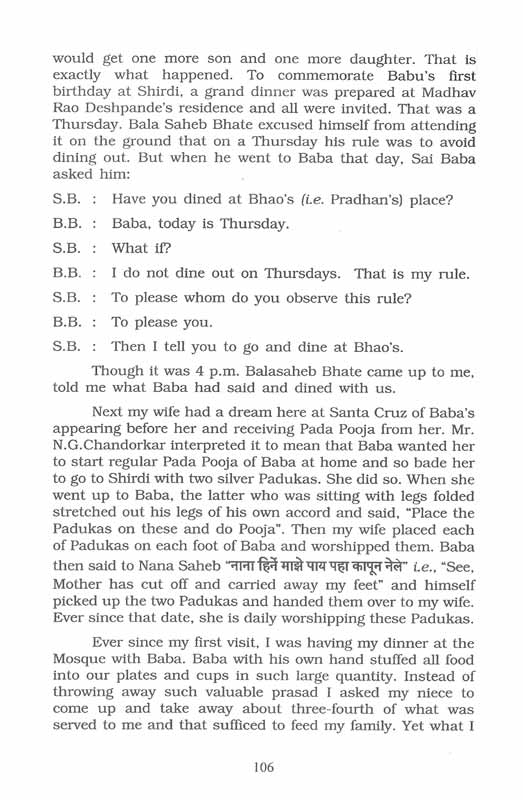 would get one more son and one more daughter. That is
exactly what happened. To commemorate Babu's first
birthday at Shirdi, a grand dinner was prepared at Madhav
Rao Deshpande's residence and all were invited. That was a
Thursday. Bala Saheb Bhate excused himself from attending
it on the ground that on a Thursday his rule was to avoid
dining out. But when he went to Baba that day, Sai Baba
asked him:
S.B. : Have you dined at Bhao's (i.e. Pradhan's) place?
B.B. : Baba, today is Thursday.
S.B. : What if?
B.B. : I do not dine out on Thursdays. That is my rule.
S.B. : To please whom do you observe this rule?
B.B. : To please you.
S.B. : Then I tell you to go and dine at Bhao's.
Though it was 4 p.m. Balasaheb Bhate came up to me,
told me what Baba had said and dined with us.
Next my wife had a dream here at Santa Cruz of Baba's
appearing before her and receiving Pada Pooja from her. Mr.
N.G.Chandorkar interpreted it to mean that Baba wanted her
to start regular Pada Pooja of Baba at home and so bade her
to go to Shirdi with two silver Padukas. She did so. When she
went up to Baba, the latter who was sitting with legs folded
stretched out his legs of his own accord and said, "Place the
Padukas on these and do Pooja". Then my wife placed each
of Padukas on each foot of Baba and worshipped them. Baba
then said to Nana Saheb "नाना हिनें माझे पाय पहा कापून नेले" i.e., "See,
Mother has cut off and carried away my feet" and himself
picked up the two Padukas and handed them over to my wife.
Ever since that date, she is daily worshipping these Padukas.
Ever since my first visit, I was having my dinner at the
Mosque with Baba. Baba with his own hand stuffed all food
into our plates and cups in such large quantity. Instead of
throwing away such valuable prasad I asked my niece to
come up and take away about three-fourth of what was
served to me and that sufficed to feed my family. Yet what I
106